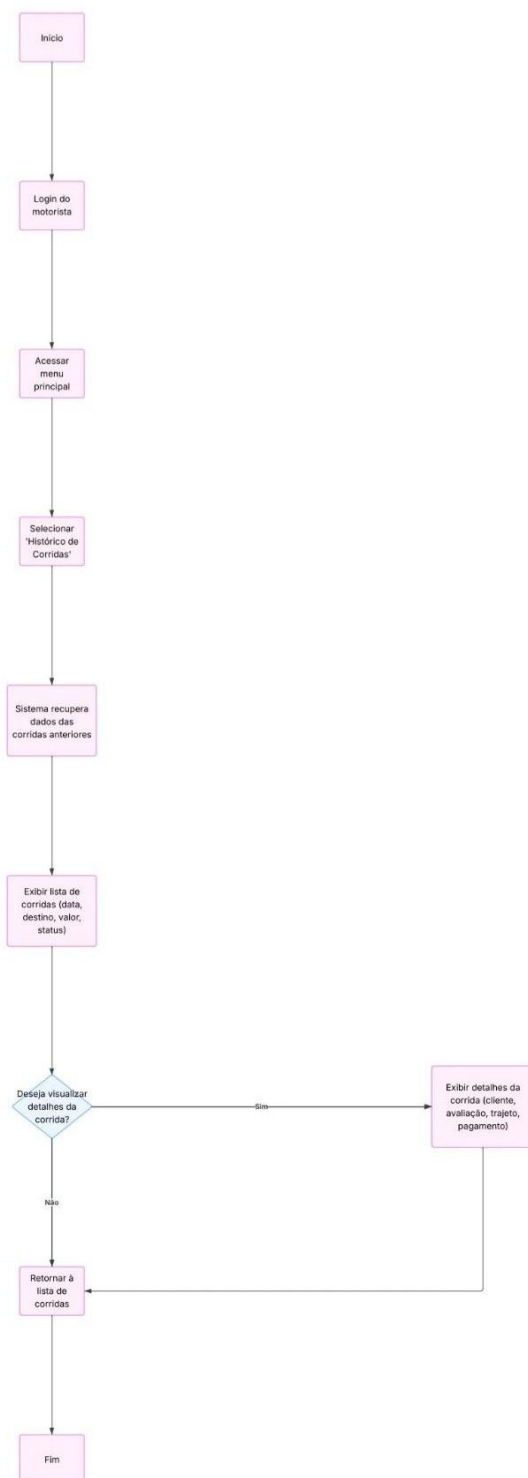 Inicio
Login do
motorista
Acessar
menu
principal
Selecionar
'Histórico de
Corridas'
Sistema recupera
dados das
corridas anteriores
Exibir lista de
corridas (data,
destino, valor,
status)
Deseja visualizar
detalhes da
corrida?
Sim
Exibir detalhes da
corrida (cliente,
avaliação, trajeto,
pagamento)
Não
Retornar à
lista de
corridas
Fim